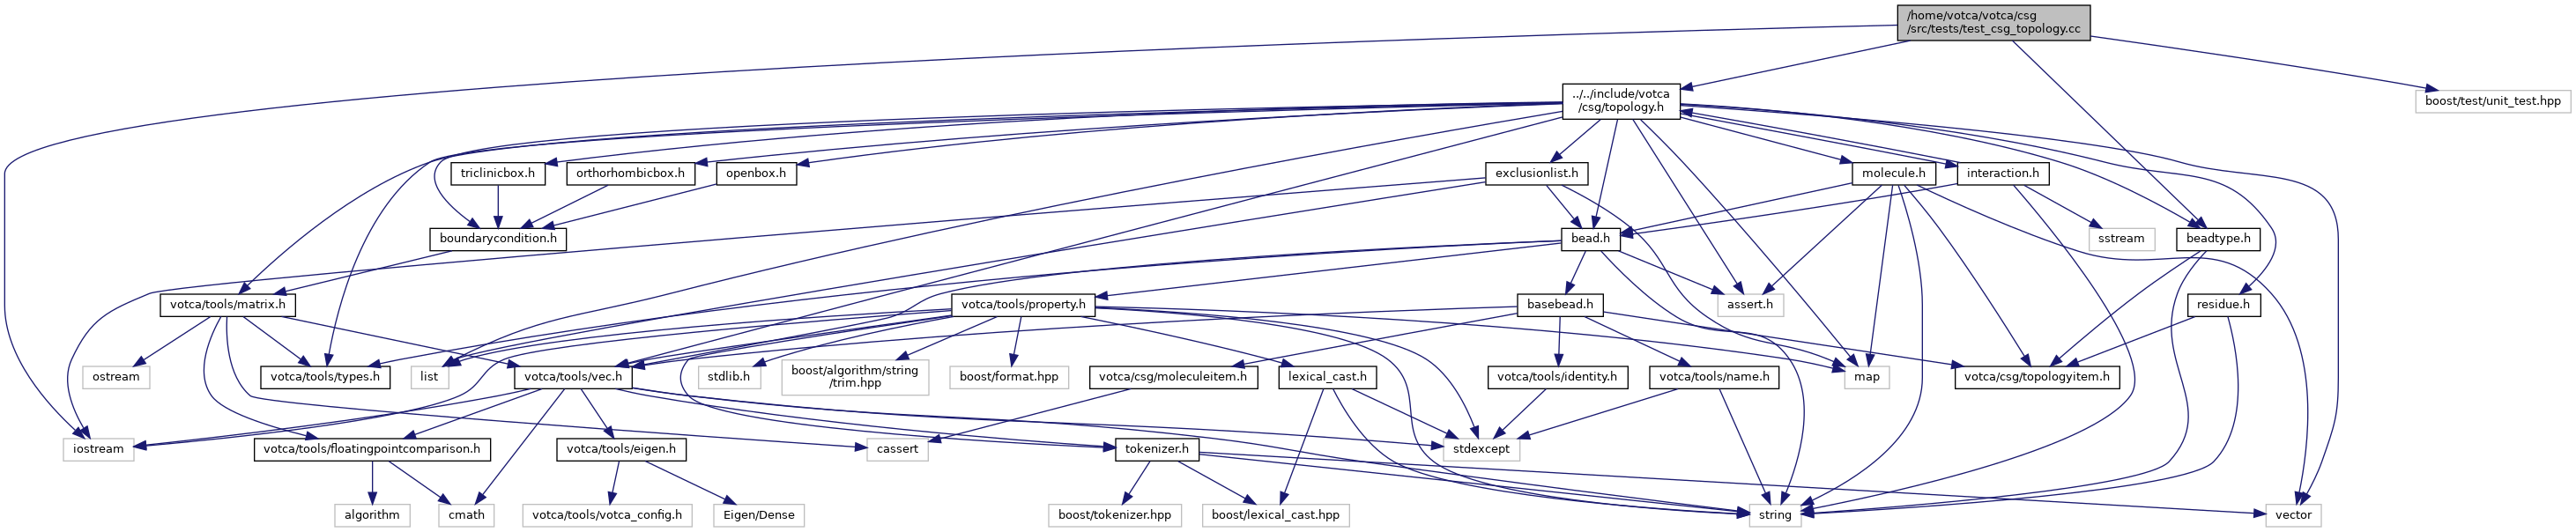 /home/votca/votca/csg
/src/tests/test_csg_topology.cc
../../include/votca
/csg/topology.h
boost/test/unit_test.hpp
triclinicbox.h
orthorhombicbox.h
openbox.h
exclusionlist.h
molecule.h
interaction.h
boundarycondition.h
bead.h
sstream
beadtype.h
votca/tools/matrix.h
votca/tools/property.h
basebead.h
assert.h
residue.h
ostream
votca/tools/types.h
list
votca/tools/vec.h
stdlib.h
boost/algorithm/string
/trim.hpp
boost/format.hpp
votca/csg/moleculeitem.h
lexical_cast.h
votca/tools/identity.h
votca/tools/name.h
map
votca/csg/topologyitem.h
iostream
votca/tools/floatingpointcomparison.h
votca/tools/eigen.h
cassert
tokenizer.h
stdexcept
algorithm
cmath
votca/tools/votca_config.h
Eigen/Dense
boost/tokenizer.hpp
boost/lexical_cast.hpp
string
vector